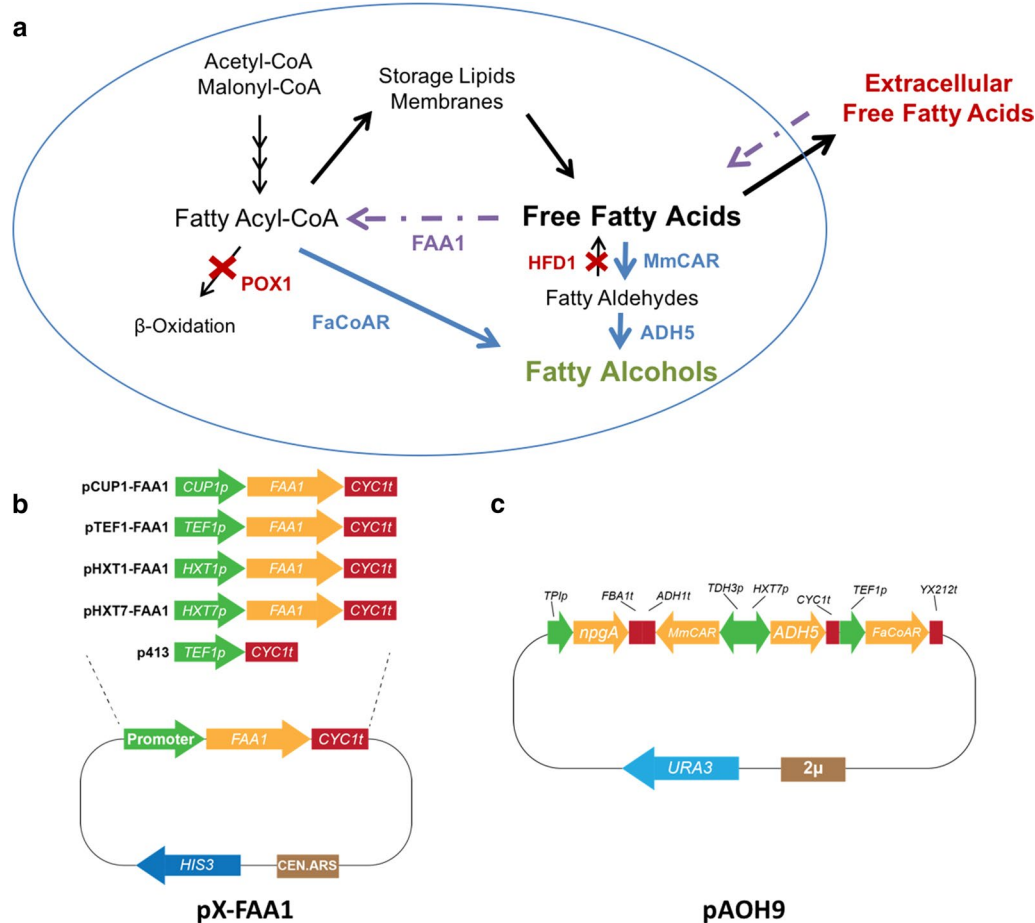 a
Acetyl-CoA
Malonyl-CoA
Storage Lipids
Membranes
Extracellular
Free Fatty Acids
Fatty Acyl-CoA
FAA1
Free Fatty Acids
POX1
HFD1
MmCAR
β-Oxidation
FaCoAR
Fatty Aldehydes
ADH5
Fatty Alcohols
b
pCUP1-FAA1 CUP1p FAA1 CYC1t
pTEF1-FAA1 TEF1p FAA1 CYC1t
pHXT1-FAA1 HXT1p FAA1 CYC1t
pHXT7-FAA1 HXT7p FAA1 CYC1t
p413 TEF1p CYC1t
Promoter FAA1 CYC1t
HIS3 CEN.ARS
pX-FAA1
c
TPIp FBA1t ADH1t TDH3p HXT7p CYC1t TEF1p YX212t
npgA MmCAR ADH5 FaCoAR
URA3 2μ
pAOH9